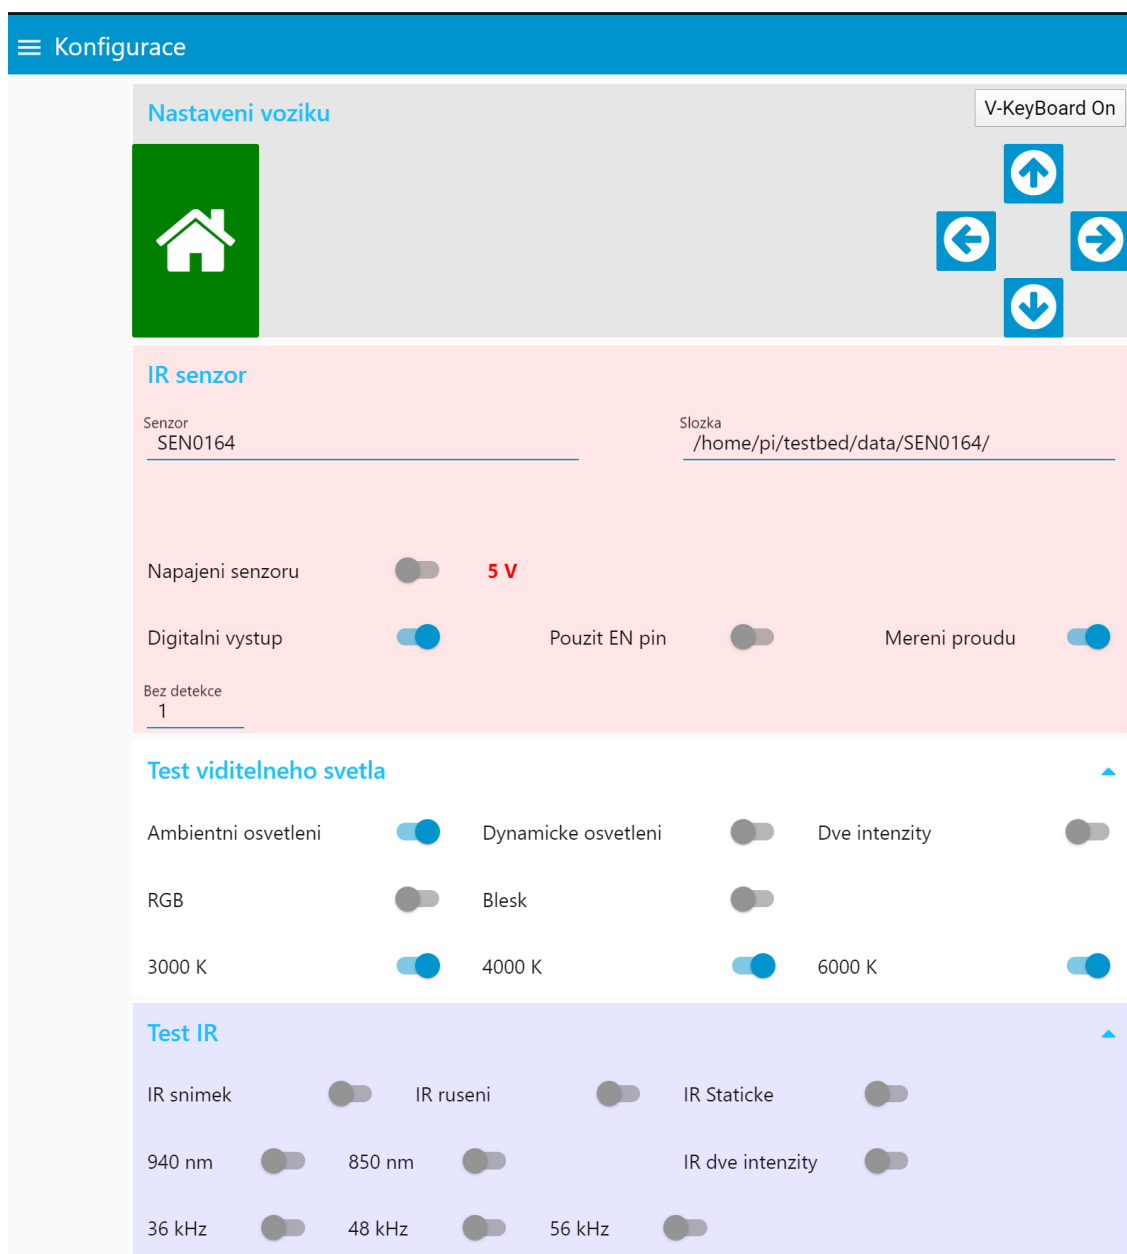 Konfigurace
Nastaveni voziku
V-KeyBoard On
IR senzor
Senzor
SEN0164
Slozka
/home/pi/testbed/data/SEN0164/
Napajeni senzoru
5 V
Digitalni vystup
Pouzit EN pin
Mereni proudu
Bez detekce
1
Test viditelneho svetla
Ambientni osvetleni
Dynamicke osvetleni
Dve intenzity
RGB
Blesk
3000 K
4000 K
6000 K
Test IR
IR snimek
IR ruseni
IR Staticke
940 nm
850 nm
IR dve intenzity
36 kHz
48 kHz
56 kHz